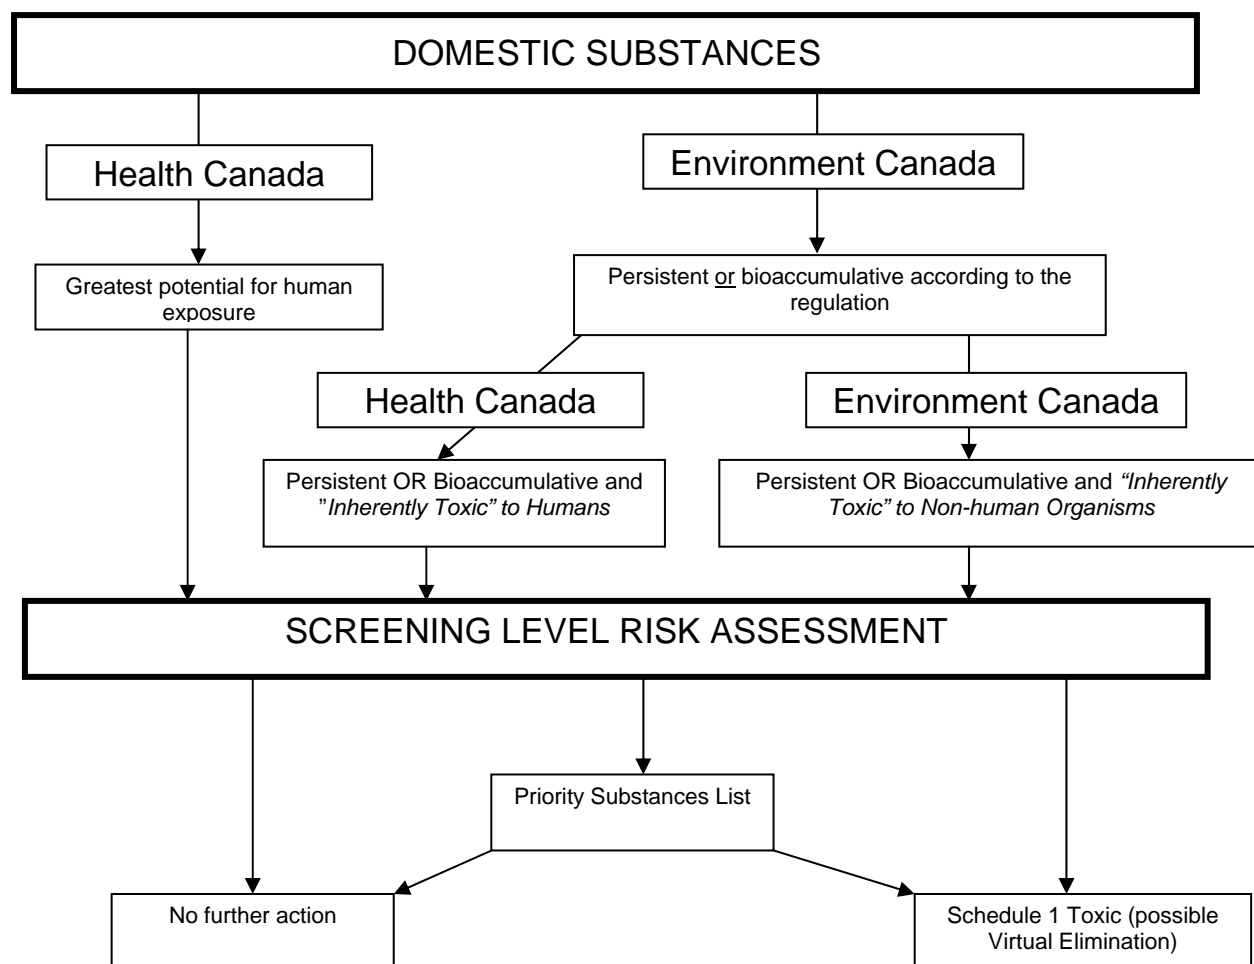 DOMESTIC SUBSTANCES
Health Canada
Environment Canada
Greatest potential for human
exposure
Persistent or bioaccumulative according to the
regulation
Health Canada
Environment Canada
Persistent OR Bioaccumulative and
”Inherently Toxic” to Humans
Persistent OR Bioaccumulative and “Inherently
Toxic” to Non-human Organisms
SCREENING LEVEL RISK ASSESSMENT
Priority Substances List
No further action
Schedule 1 Toxic (possible
Virtual Elimination)